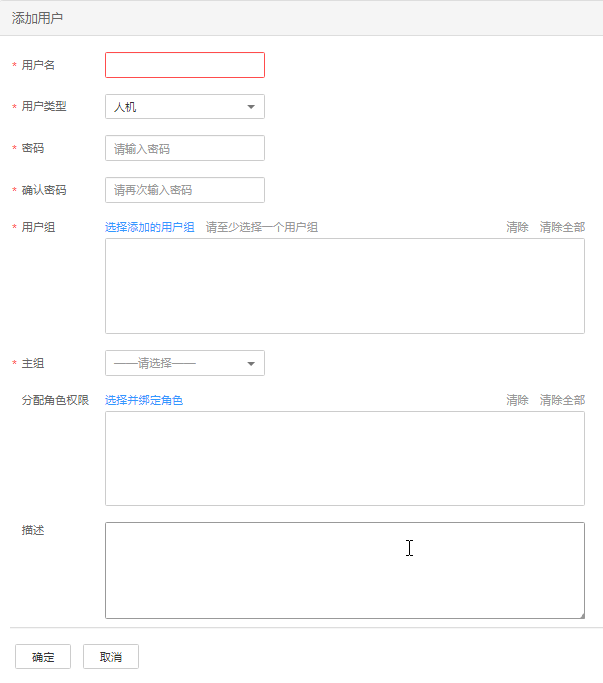 添加用户
* 用户名
* 用户类型 人机
* 密码 请输入密码
* 确认密码 请再次输入密码
* 用户组 选择添加的用户组 请至少选择一个用户组 清除 清除全部
* 主组 ——请选择——
分配角色权限 选择并绑定角色 清除 清除全部
描述
确定 取消